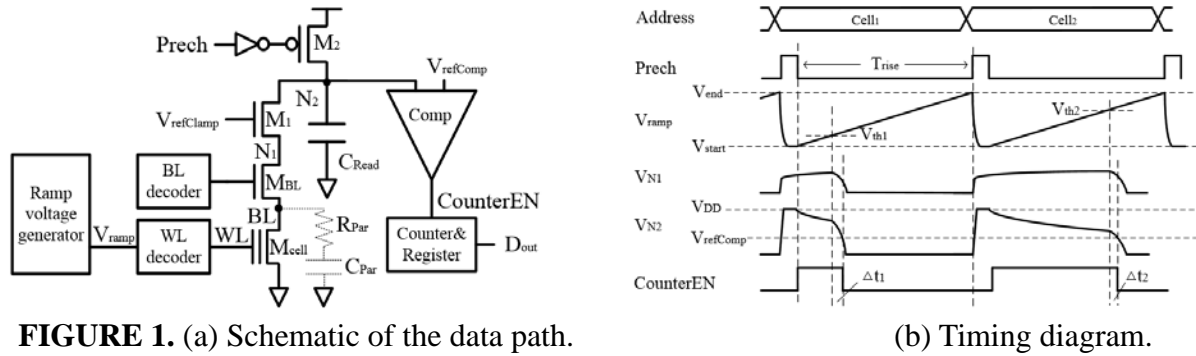 Prech
M2
VrefComp
N2
Comp
VrefClamp
M1
CRead
N1
Ramp
voltage
generator
BL
decoder
MBL
CounterEN
BL
Vramp
WL
decoder
WL
Mcell
RPar
CPar
Counter&
Register
Dout
Address
Cell1
Cell2
Prech
Trise
Vend
Vramp
Vth1
Vth2
Vstart
VN1
VDD
VN2
VrefComp
CounterEN
△t1
△t2
FIGURE 1. (a) Schematic of the data path.
(b) Timing diagram.